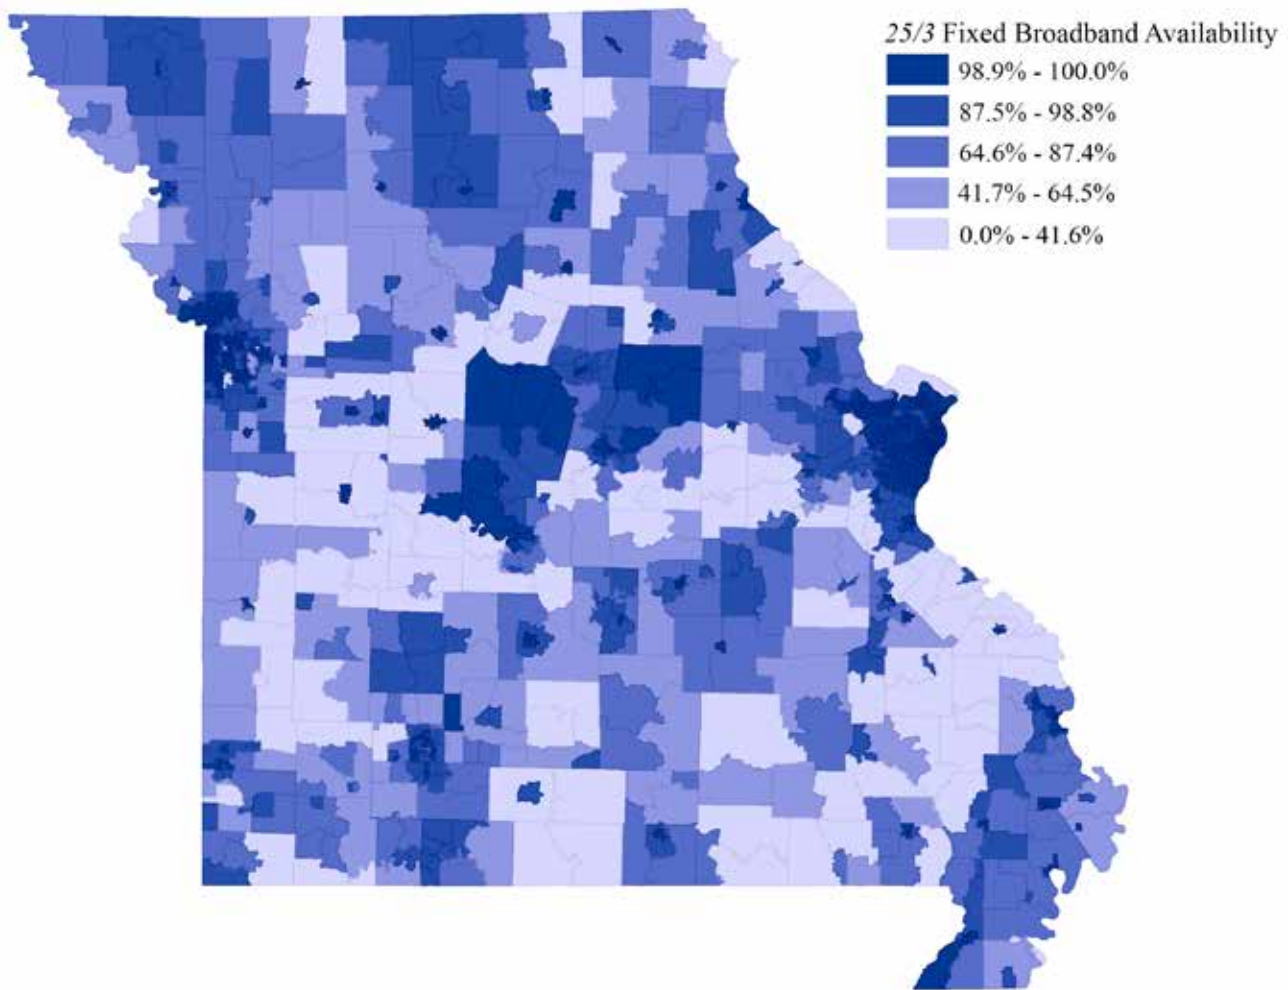 25/3 Fixed Broadband Availability
98.9% - 100.0%
87.5% - 98.8%
64.6% - 87.4%
41.7% - 64.5%
0.0% - 41.6%